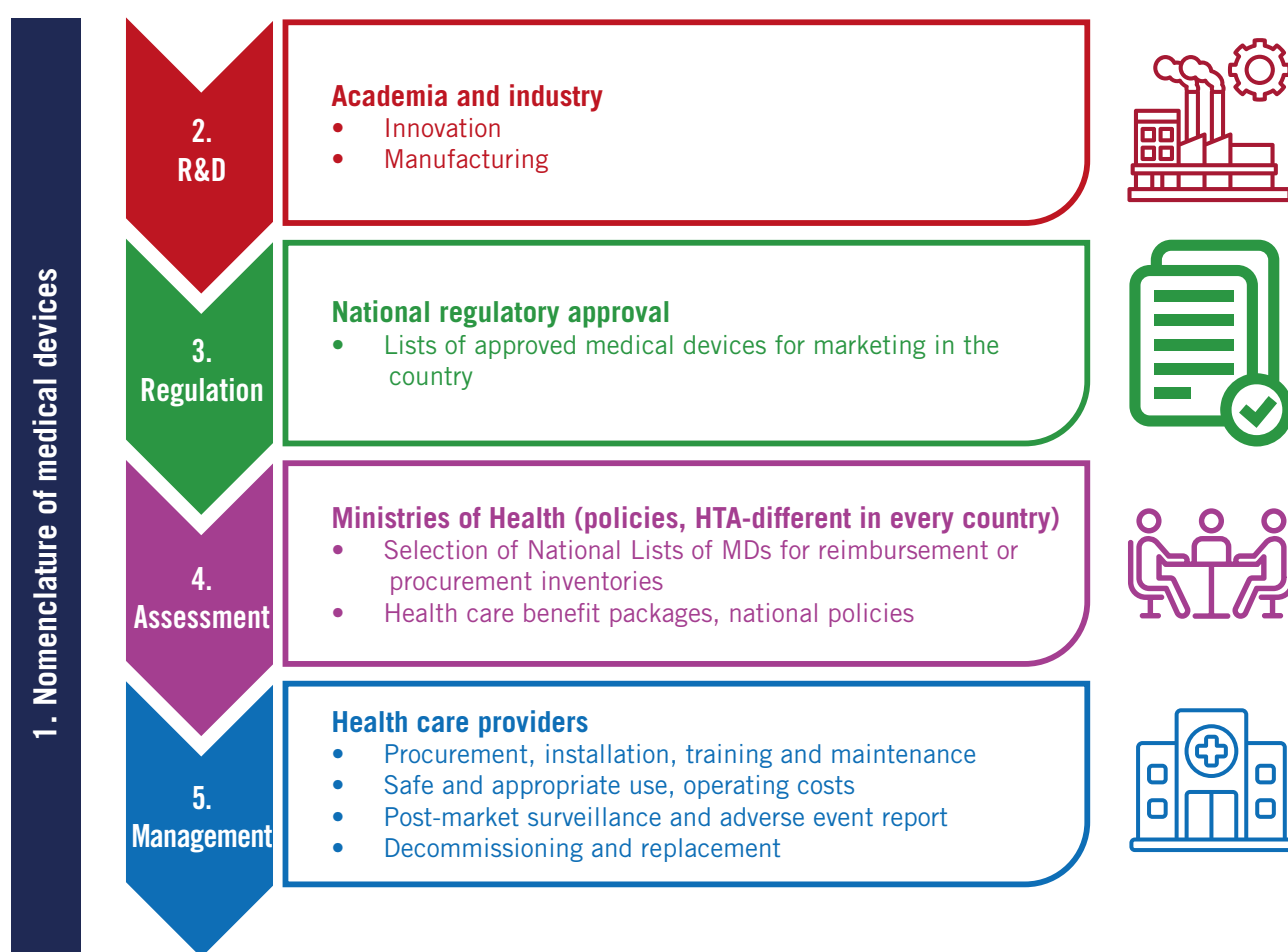 1. Nomenclature of medical devices
2.
R&D
Academia and industry
• Innovation
• Manufacturing
3.
Regulation
National regulatory approval
• Lists of approved medical devices for marketing in the
country
4.
Assessment
Ministries of Health (policies, HTA-different in every country)
• Selection of National Lists of MDs for reimbursement or
procurement inventories
• Health care benefit packages, national policies
5.
Management
Health care providers
• Procurement, installation, training and maintenance
• Safe and appropriate use, operating costs
• Post-market surveillance and adverse event report
• Decommissioning and replacement